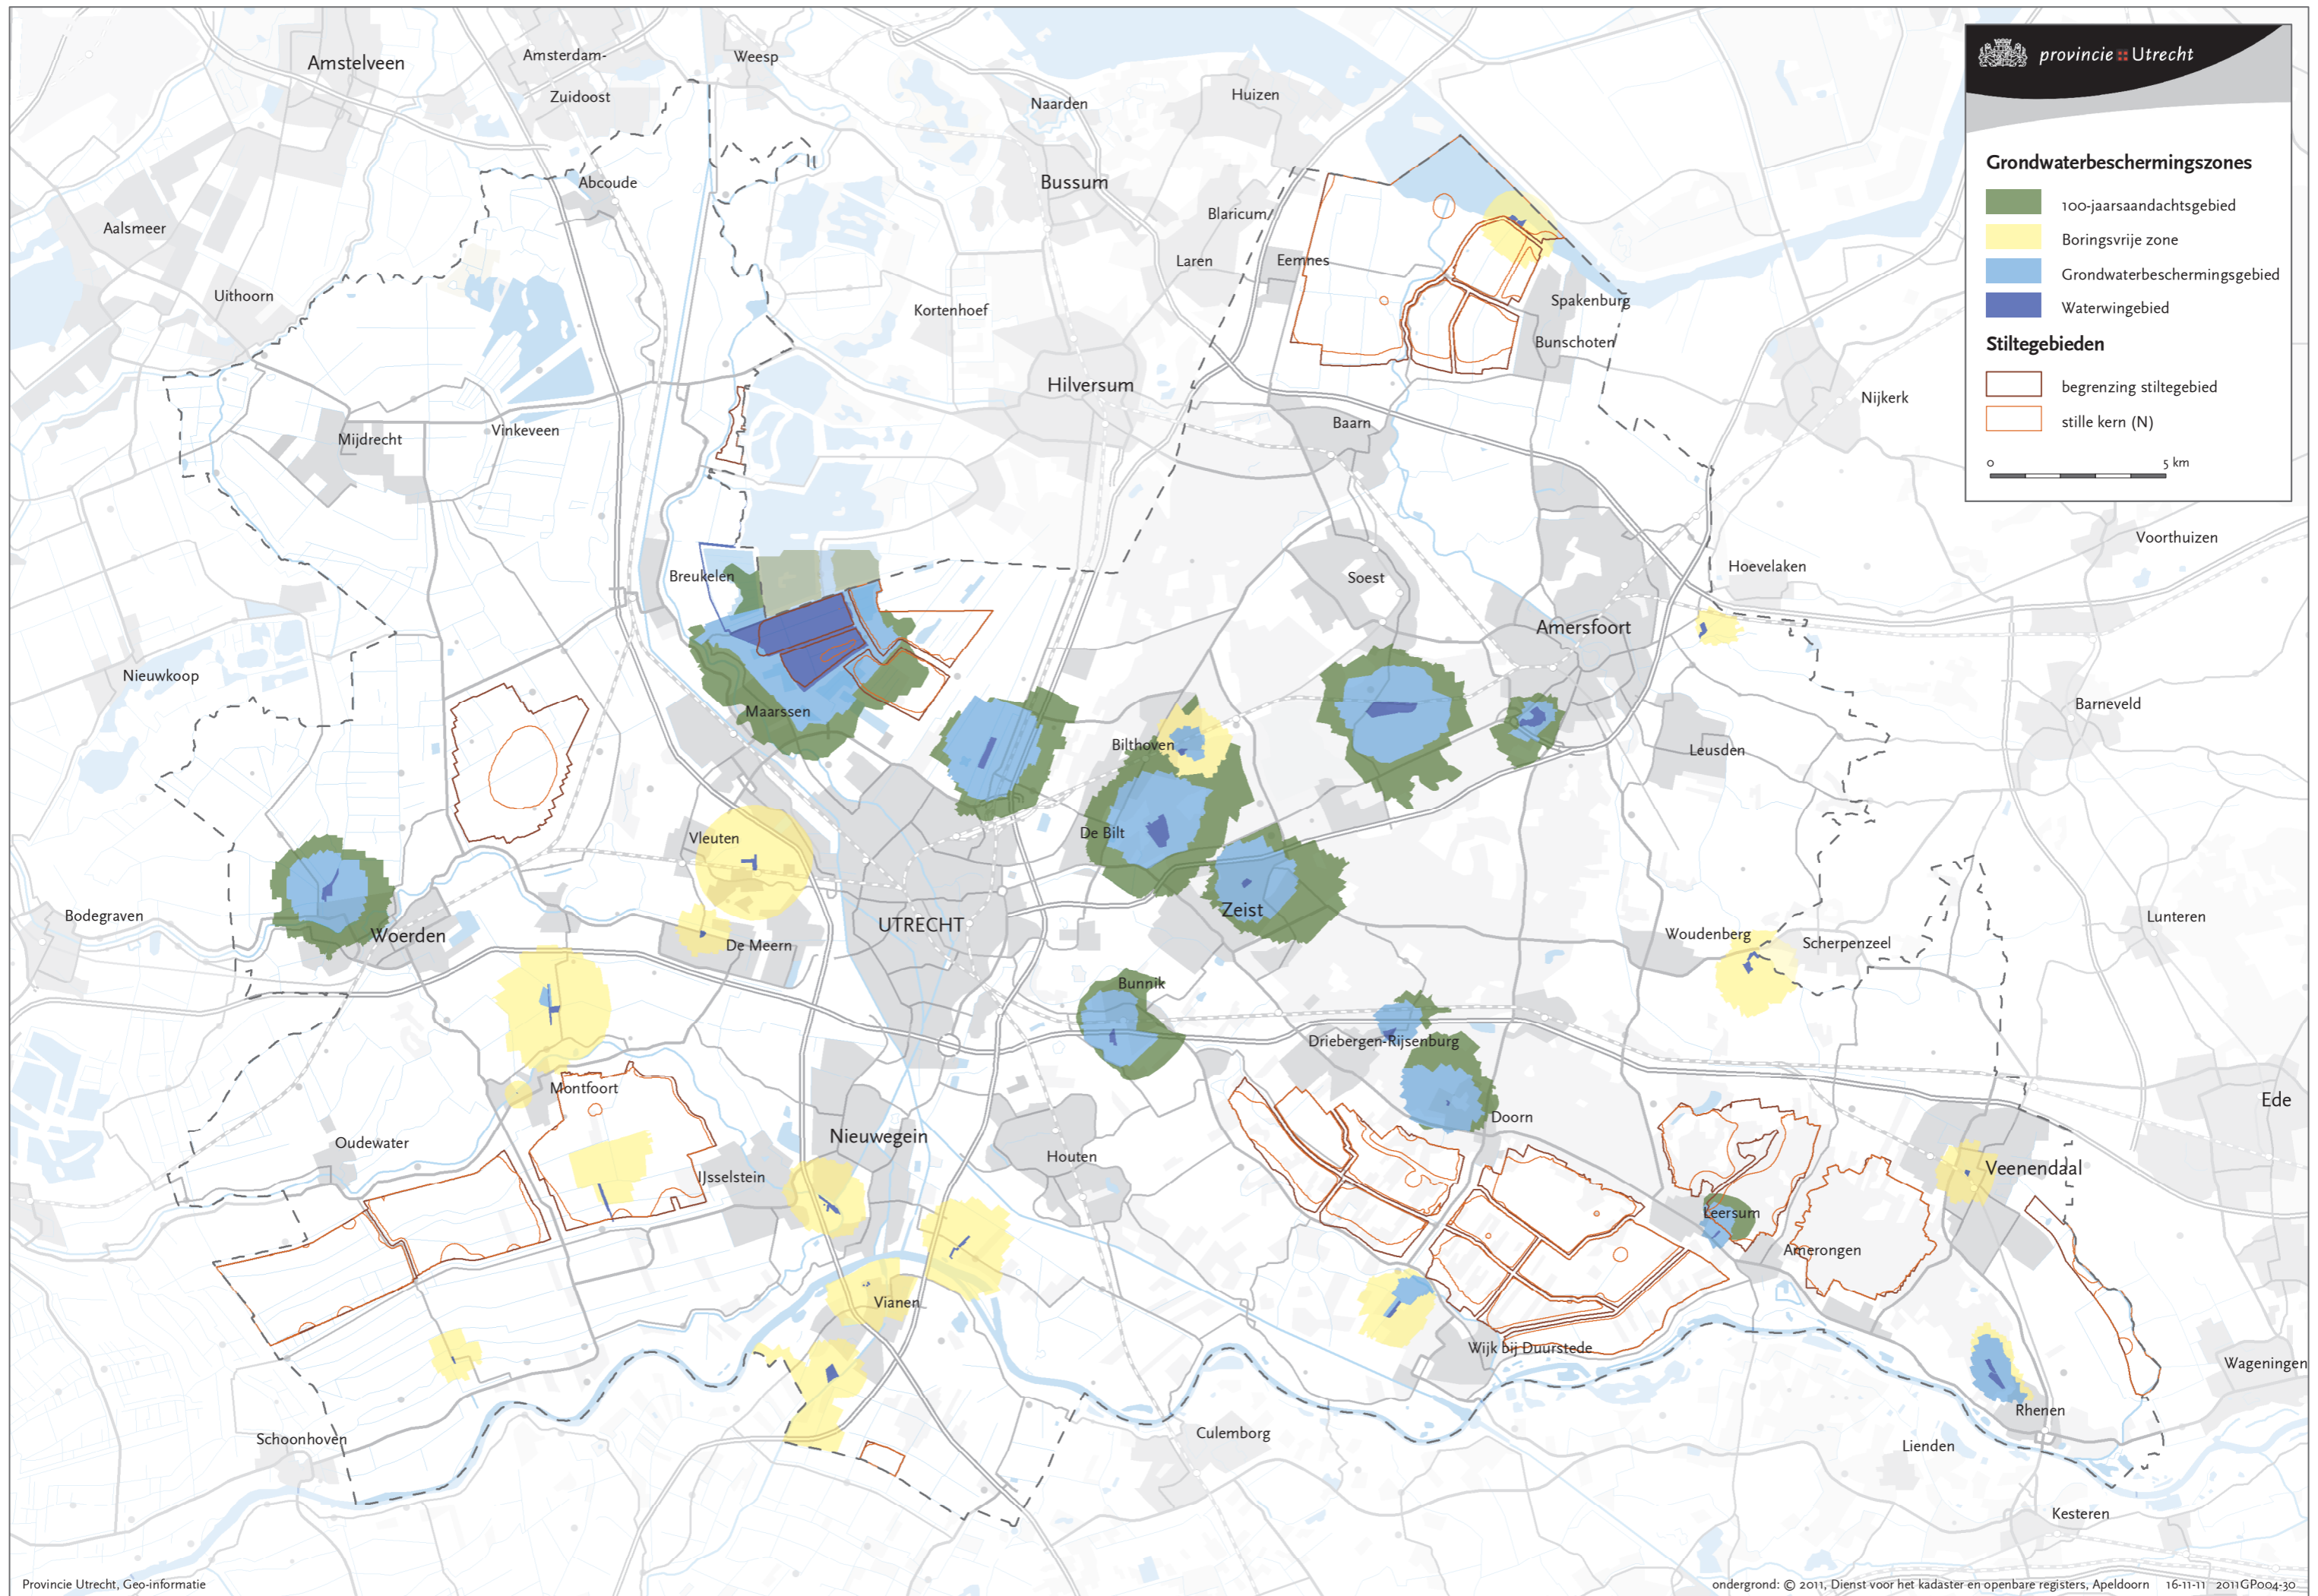 Amstelveen
Amsterdam-
Zuidoost
Weesp
Naarden
Huizen
Abcoude
Bussum
Blaricum
Aalsmeer
Laren
Eemnes
Uithoorn
Kortenhoef
Spakenburg
Bunschoten
Hilversum
Nijkerk
Baarn
Mijdrecht
Vinkeveen
Voorthuizen
Breukelen
Soest
Hoevelaken
Amersfoort
Nieuwkoop
Maarssen
Barneveld
Bilthoven
Leusden
Vleuten
De Bilt
Zeist
Bodegraven
Woerden
UTRECHT
De Meern
Woudenberg
Scherpenzeel
Lunteren
Bunnik
Driebergen-Rijsenburg
Montfoort
Ede
Doorn
Oudewater
Nieuwegein
Houten
IJsselstein
Veenendaal
Leersum
Amerongen
Vianen
Wijk bij Duurstede
Wageningen
Rhenen
Schoonhoven
Culemborg
Lienden
Kesteren
provincie Utrecht
Grondwaterbeschermingszones
100-jaarsaandachtsgebied
Boringsvrije zone
Grondwaterbeschermingsgebied
Waterwingebied
Stiltegebieden
begrenzing stiltegebied
stille kern (N)
0 5 km
Provincie Utrecht, Geo-informatie
ondergrond: © 2011, Dienst voor het kadaster en openbare registers, Apeldoorn 16-11-11 2011GP004-30